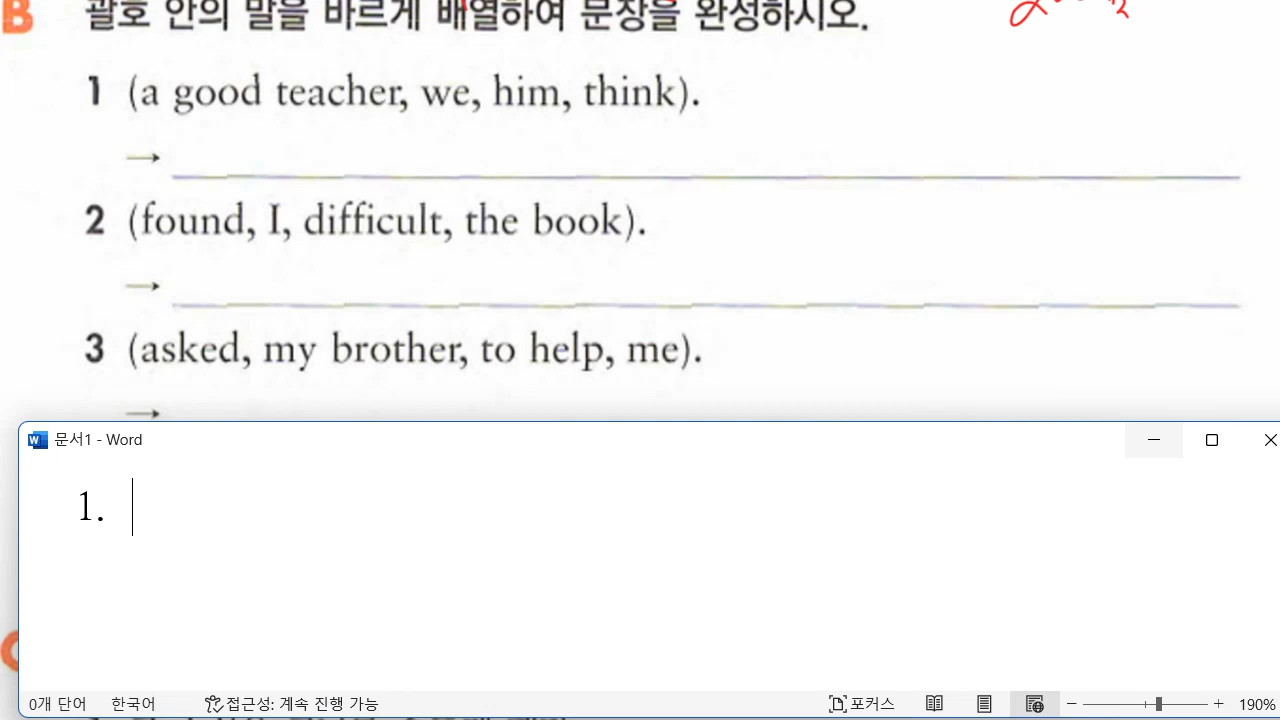 B 괄호 안의 말을 바르게 배열하여 문장을 완성하시오.
1 (a good teacher, we, him, think).
→
2 (found, I, difficult, the book).
→
3 (asked, my brother, to help, me).
→
문서1 - Word
1.
0개 단어 한국어 접근성: 계속 진행 가능 포커스 190%